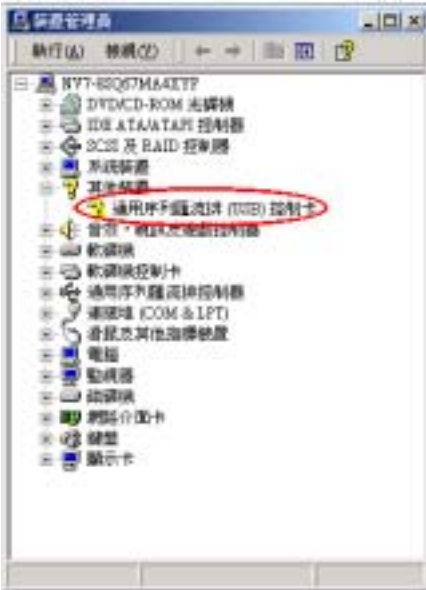 裝置管理員
執行(A) 檢視(V)
NV7-8SQ67MA4XTP
DVD/CD-ROM 光碟機
IDE ATA/ATAPI 控制器
SCSI 及 RAID 控制器
系統裝置
其他裝置
通用序列匯流排 (USB) 控制卡
音效，視訊及遊戲控制器
軟碟機
軟碟機控制卡
通用序列匯流排控制器
連接埠 (COM & LPT)
滑鼠及其他指標裝置
電腦
監視器
磁碟機
網路介面卡
鍵盤
顯示卡